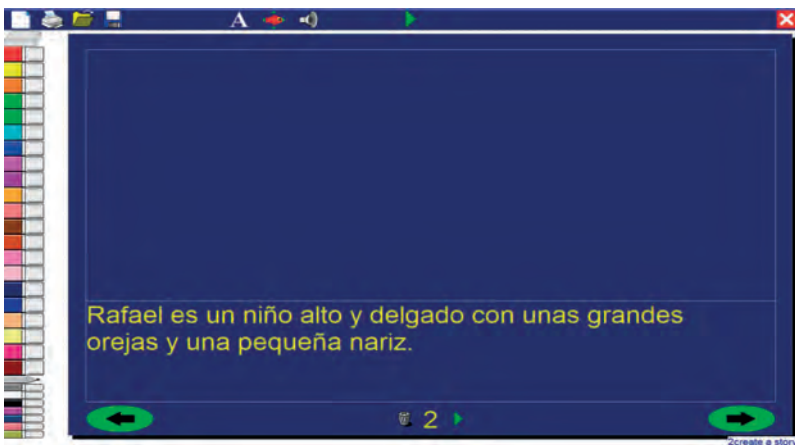 A
Rafael es un niño alto y delgado con unas grandes
orejas y una pequeña nariz.
2
2create a story